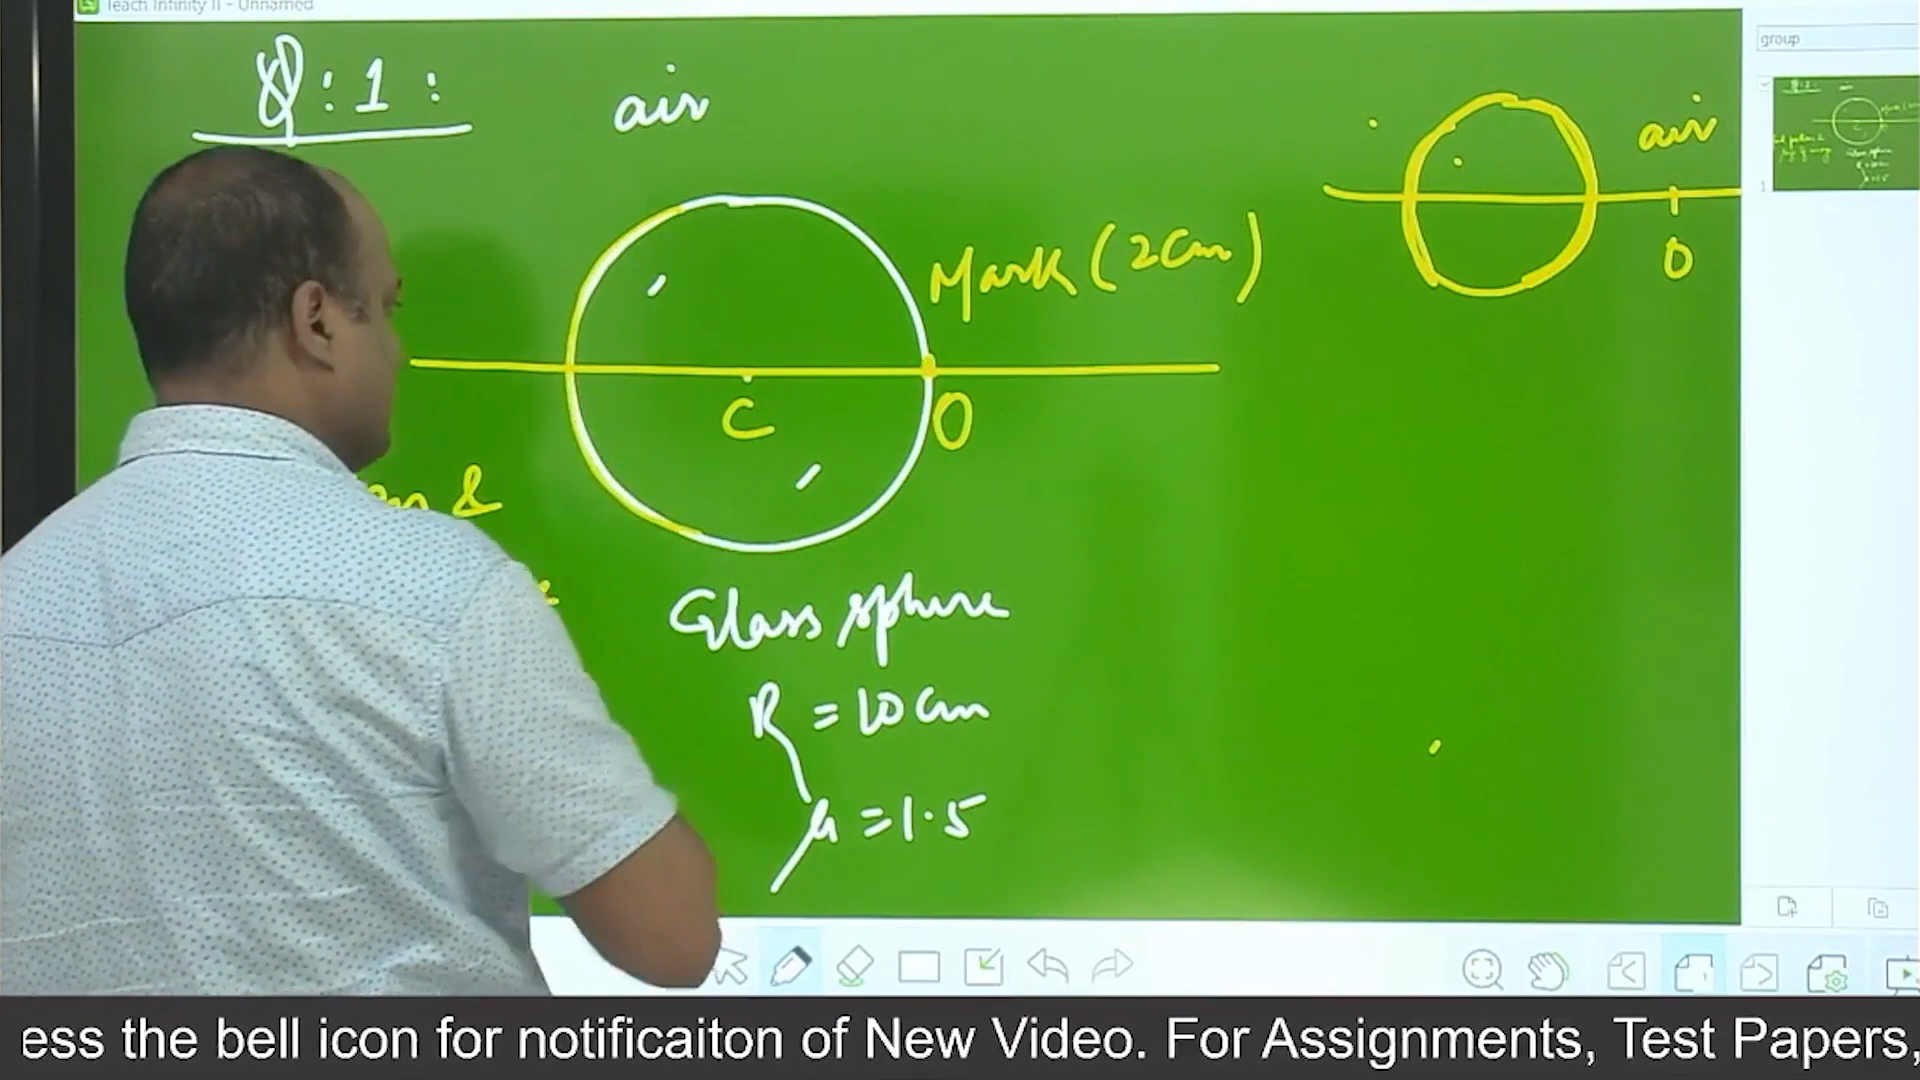 Teach Infinity II - Unnamed
group
Q:1:
air
air
O
Mark (2cm)
C
O
&
Glass sphere
R = 10 cm
μ = 1.5
1
ess the bell icon for notificaiton of New Video. For Assignments, Test Papers,